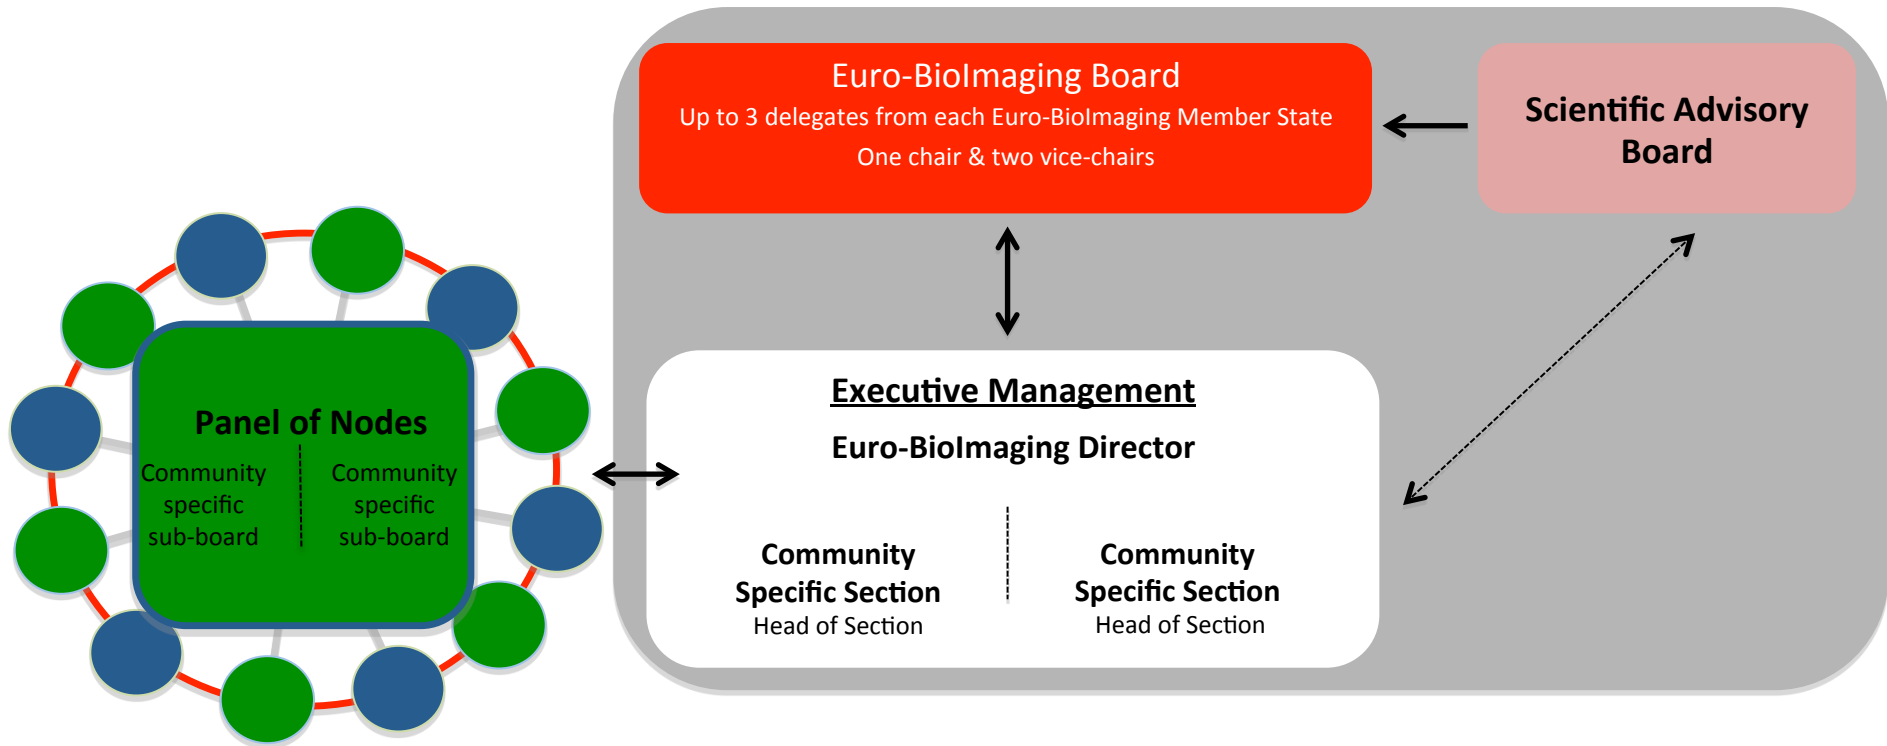 Euro-BioImaging Board
Up to 3 delegates from each Euro-BioImaging Member State
One chair & two vice-chairs
Scientific Advisory
Board
Executive Management
Euro-BioImaging Director
Community
Specific Section
Head of Section
Community
Specific Section
Head of Section
Panel of Nodes
Community
specific
sub-board
Community
specific
sub-board